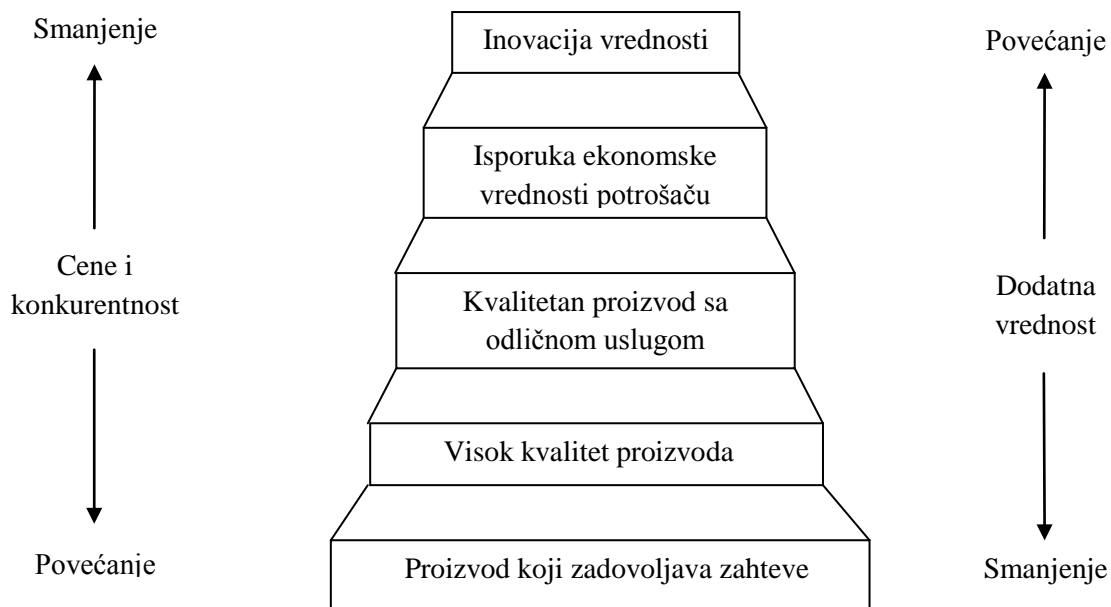 Smanjenje
Inovacija vrednosti
Povećanje
Isporuka ekonomske
vrednosti potrošaču
Cene i
konkurentnost
Kvalitetan proizvod sa
odličnom uslugom
Dodatna
vrednost
Visok kvalitet proizvoda
Povećanje
Proizvod koji zadovoljava zahteve
Smanjenje